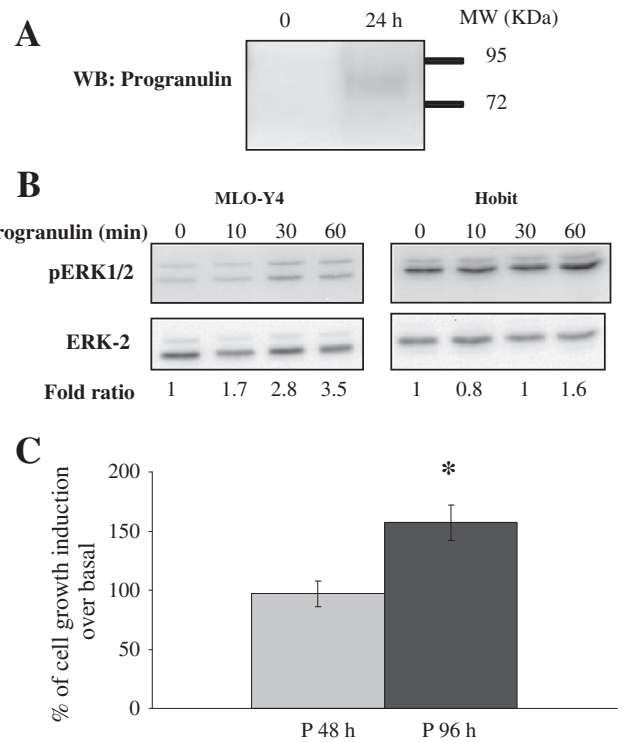 A
0 24 h MW (KDa)
95
WB: Progranulin
72
B
MLO-Y4 Hobit
rogranulin (min) 0 10 30 60 0 10 30 60
pERK1/2
ERK-2
Fold ratio 1 1.7 2.8 3.5 1 0.8 1 1.6
C
% of cell growth induction
over basal
200
150
100
50
0
*
P 48 h P 96 h